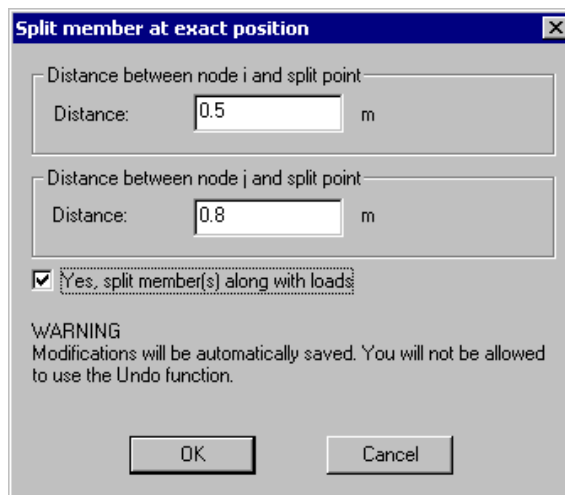 Split member at exact position
Distance between node i and split point
Distance: 0.5 m
Distance between node j and split point
Distance: 0.8 m
Yes, split member(s) along with loads
WARNING
Modifications will be automatically saved. You will not be allowed
to use the Undo function.
OK Cancel